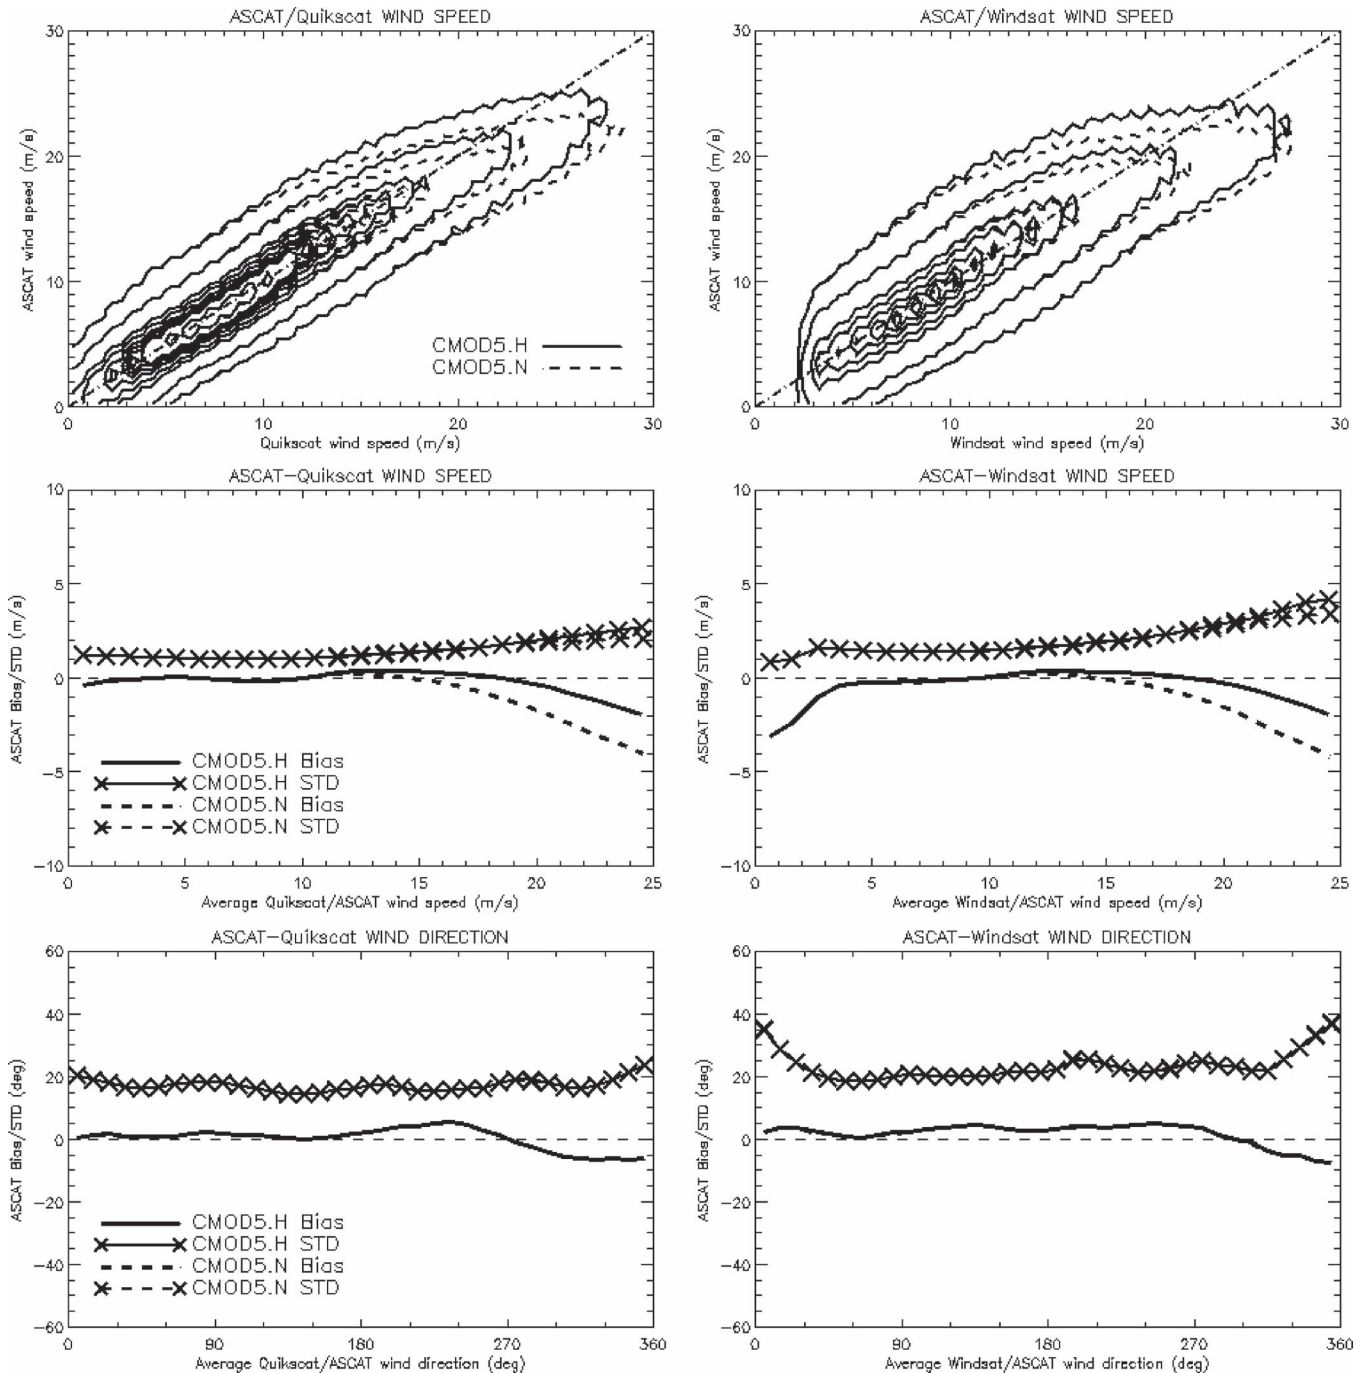 ASCAT/Quikscat WIND SPEED
30
20
10
0
ASCAT wind speed (m/s)
CMOD5.H
CMOD5.N
0 10 20 30
Quikscat wind speed (m/s)
ASCAT/Windsat WIND SPEED
30
20
10
0
ASCAT wind speed (m/s)
0 10 20 30
Windsat wind speed (m/s)
ASCAT-Quikscat WIND SPEED
10
5
0
-5
-10
ASCAT Bias/STD (m/s)
CMOD5.H Bias
CMOD5.H STD
CMOD5.N Bias
CMOD5.N STD
0 5 10 15 20 25
Average Quikscat/ASCAT wind speed (m/s)
ASCAT-Windsat WIND SPEED
10
5
0
-5
-10
ASCAT Bias/STD (m/s)
0 5 10 15 20 25
Average Windsat/ASCAT wind speed (m/s)
ASCAT-Quikscat WIND DIRECTION
60
40
20
0
-20
-40
-60
ASCAT Bias/STD (deg)
CMOD5.H Bias
CMOD5.H STD
CMOD5.N Bias
CMOD5.N STD
0 90 180 270 360
Average Quikscat/ASCAT wind direction (deg)
ASCAT-Windsat WIND DIRECTION
60
40
20
0
-20
-40
-60
ASCAT Bias/STD (deg)
0 90 180 270 360
Average Windsat/ASCAT wind direction (deg)